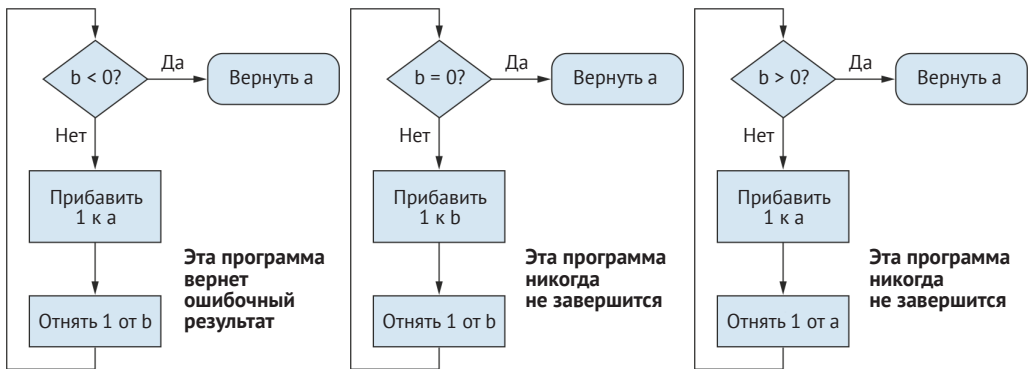 b < 0?
Да
Вернуть a
Нет
Прибавить
1 к a
Отнять 1 от b
Эта программа
вернет
ошибочный
результат
b = 0?
Да
Вернуть a
Нет
Прибавить
1 к b
Отнять 1 от b
Эта программа
никогда
не завершится
b > 0?
Да
Вернуть a
Нет
Прибавить
1 к a
Отнять 1 от a
Эта программа
никогда
не завершится